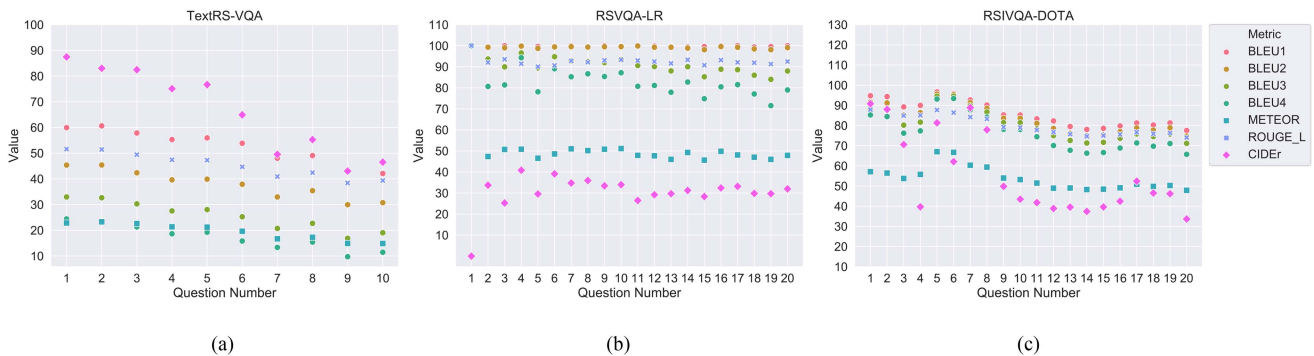 TextRS-VQA
100
90
80
70
60
50
40
30
20
10
Value
1 2 3 4 5 6 7 8 9 10
Question Number
(a)
RSVQA-LR
110
100
90
80
70
60
50
40
30
20
10
Value
1 2 3 4 5 6 7 8 9 10 11 12 13 14 15 16 17 18 19 20
Question Number
(b)
RSIVQA-DOTA
130
120
110
100
90
80
70
60
50
40
30
20
10
Value
1 2 3 4 5 6 7 8 9 10 11 12 13 14 15 16 17 18 19 20
Question Number
(c)
Metric
BLEU1
BLEU2
BLEU3
BLEU4
METEOR
ROUGE_L
CIDEr